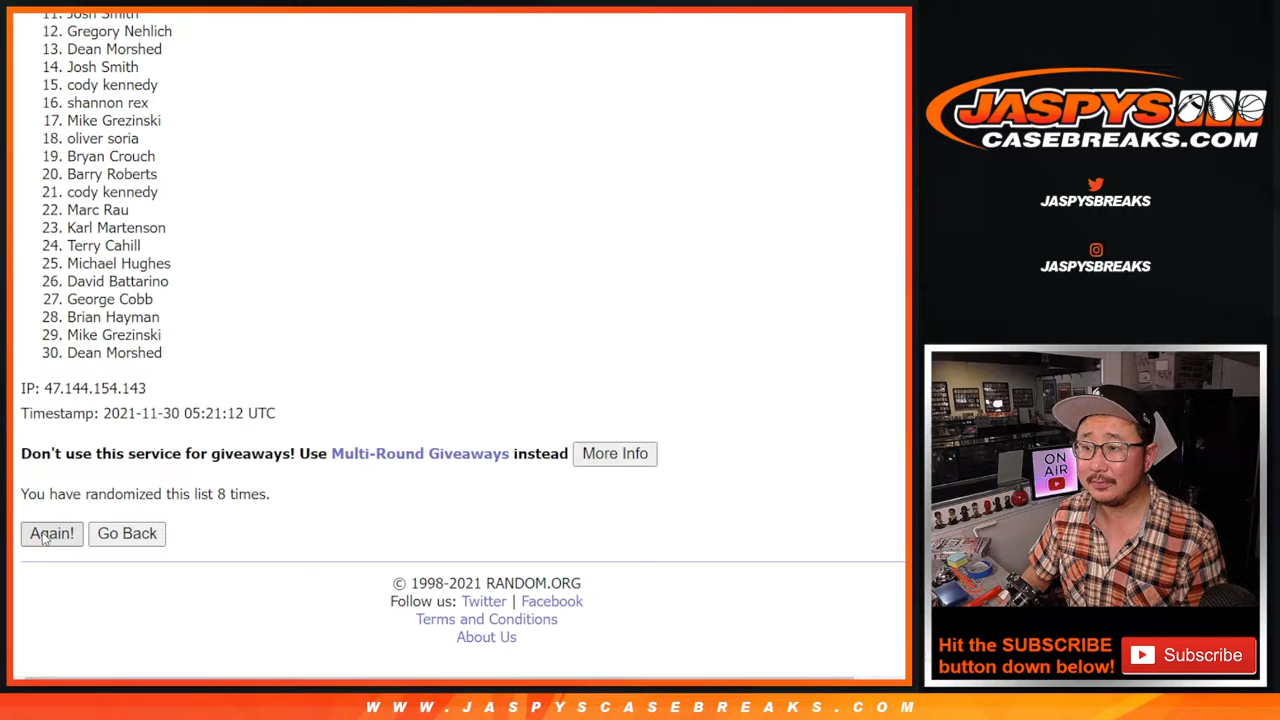 11. Josh Smith
12. Gregory Nehlich
13. Dean Morshed
14. Josh Smith
15. cody kennedy
16. shannon rex
17. Mike Grezinski
18. oliver soria
19. Bryan Crouch
20. Barry Roberts
21. cody kennedy
22. Marc Rau
23. Karl Martenson
24. Terry Cahill
25. Michael Hughes
26. David Battarino
27. George Cobb
28. Brian Hayman
29. Mike Grezinski
30. Dean Morshed
IP: 47.144.154.143
Timestamp: 2021-11-30 05:21:12 UTC
Don't use this service for giveaways! Use Multi-Round Giveaways instead More Info
You have randomized this list 8 times.
Again! Go Back
© 1998-2021 RANDOM.ORG
Follow us: Twitter | Facebook
Terms and Conditions
About Us
JASPYS
CASEBREAKS.COM
JASPYSBREAKS
JASPYSBREAKS
ON
AIR
Hit the SUBSCRIBE
button down below!
Subscribe
WWW.JASPYSCASEBREAKS.COM